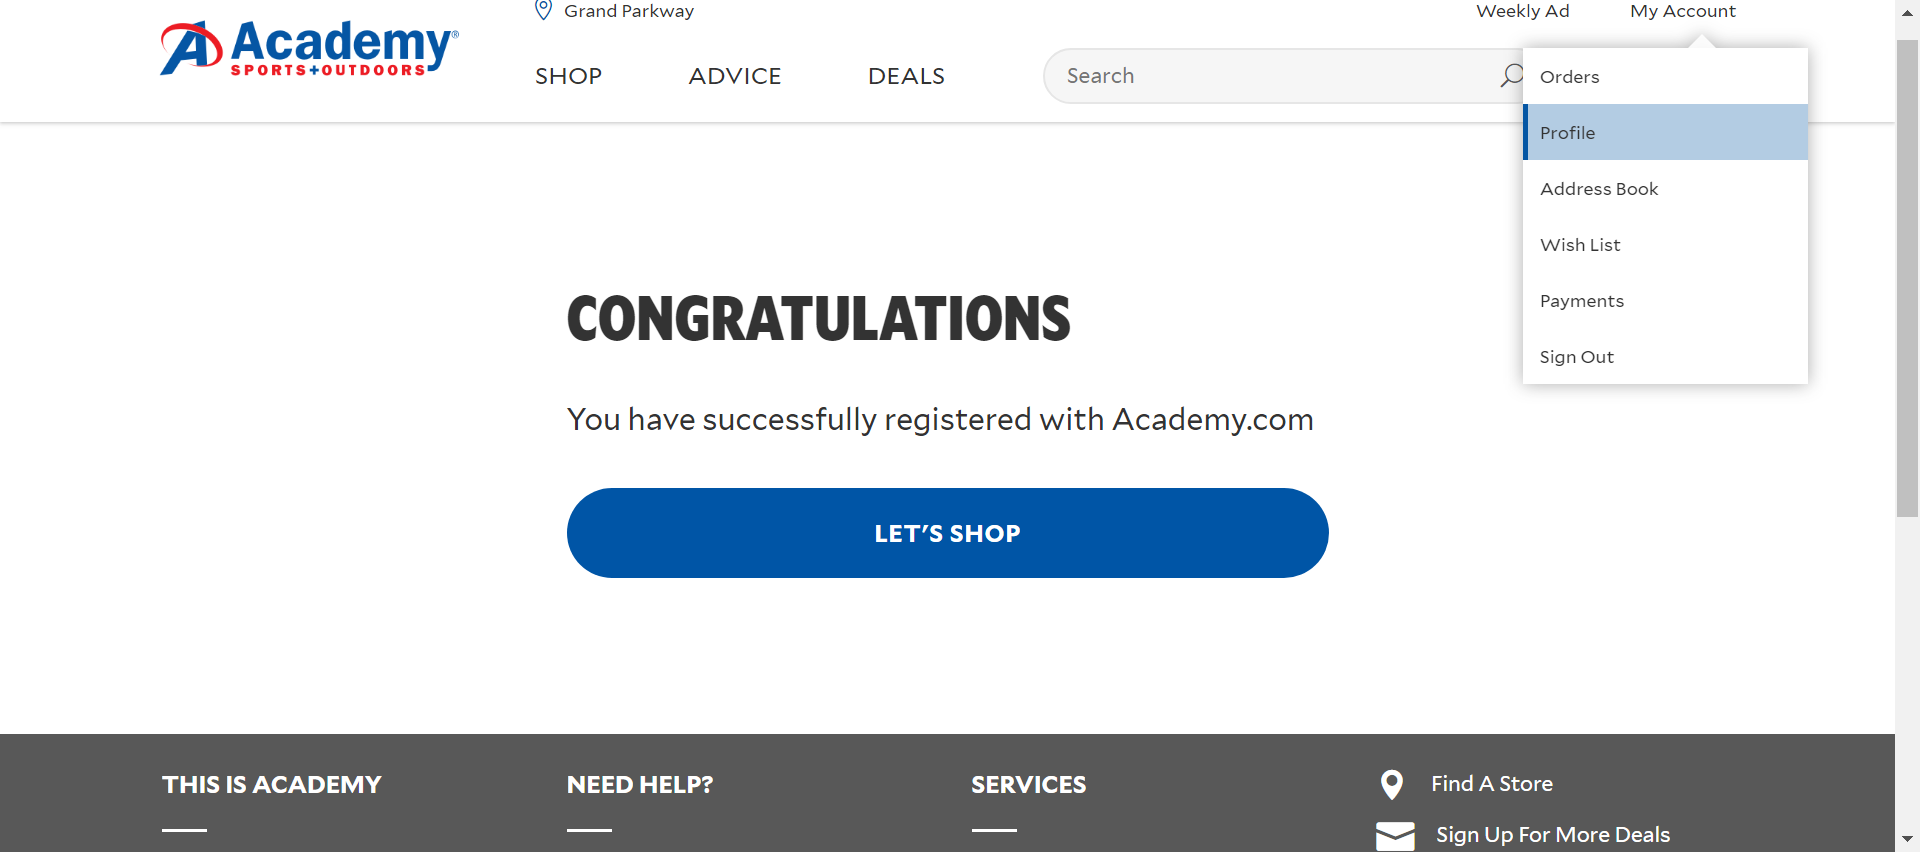 Grand Parkway
Weekly Ad
My Account
Academy®
SPORTS+OUTDOORS
SHOP
ADVICE
DEALS
Search
Orders
Profile
Address Book
Wish List
Payments
Sign Out
CONGRATULATIONS
You have successfully registered with Academy.com
LET'S SHOP
THIS IS ACADEMY
NEED HELP?
SERVICES
Find A Store
Sign Up For More Deals